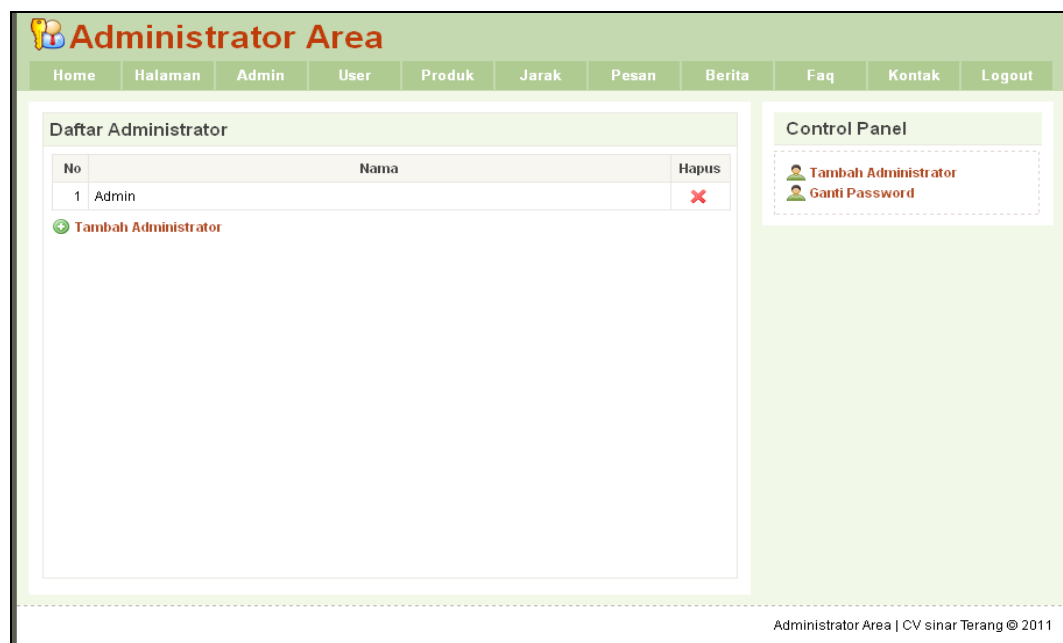 Administrator Area
Home Halaman Admin User Produk Jarak Pesan Berita Faq Kontak Logout
Daftar Administrator
No Nama Hapus
1 Admin
Tambah Administrator
Control Panel
Tambah Administrator
Ganti Password
Administrator Area | CV sinar Terang © 2011